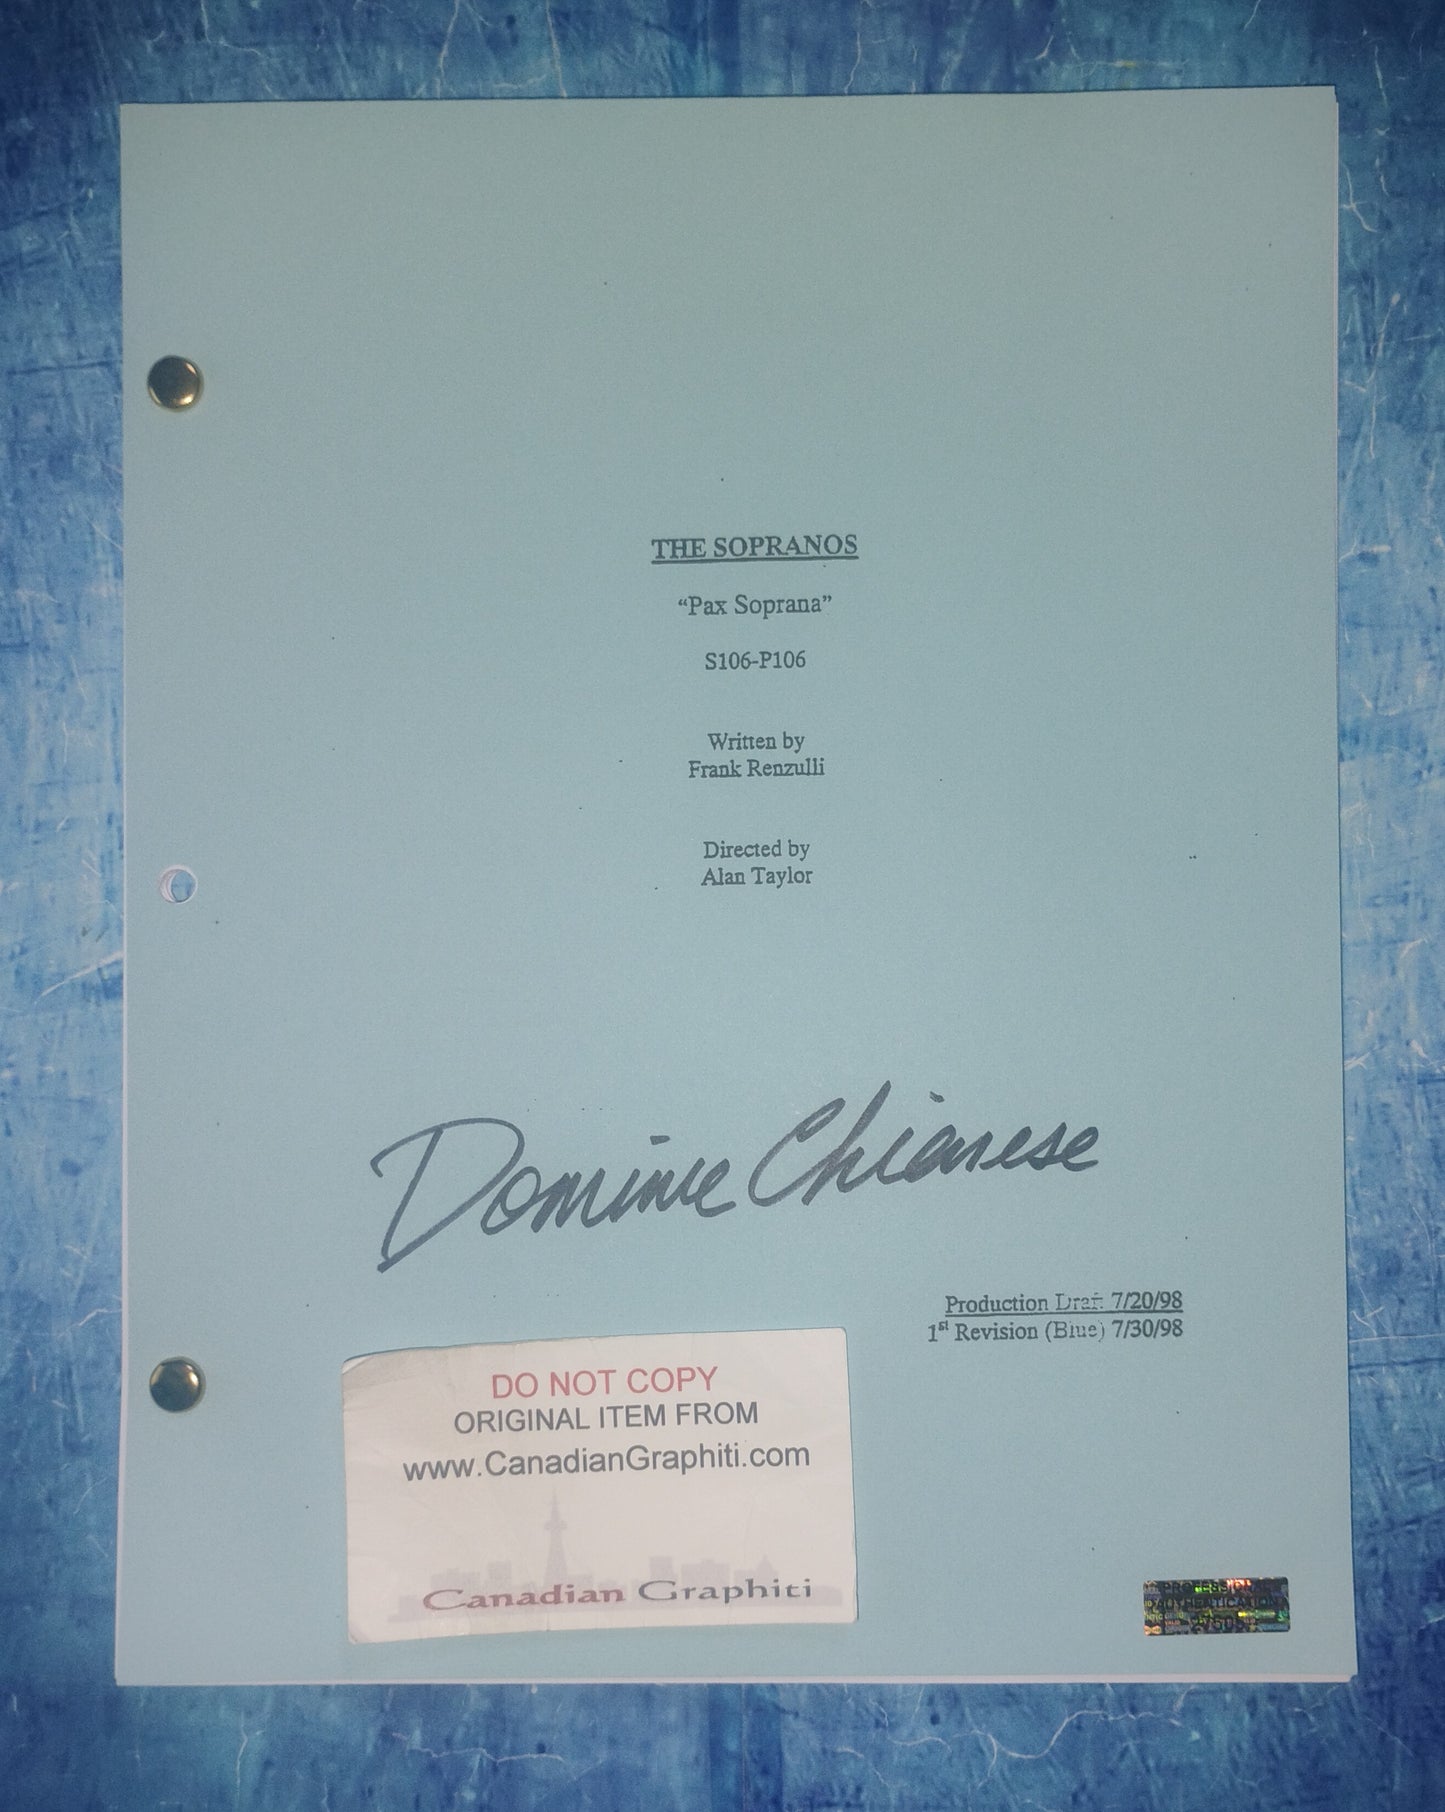 THE SOPRANOS
“Pax Soprana”
S106-P106
Written by
Frank Renzulli
Directed by
Alan Taylor
Dominic Chianese
Production Draft 7/20/98
1st Revision (Blue) 7/30/98
DO NOT COPY
ORIGINAL ITEM FROM
www.CanadianGraphiti.com
Canadian Graphiti
PROFESSIONAL
AUTHENTICATION